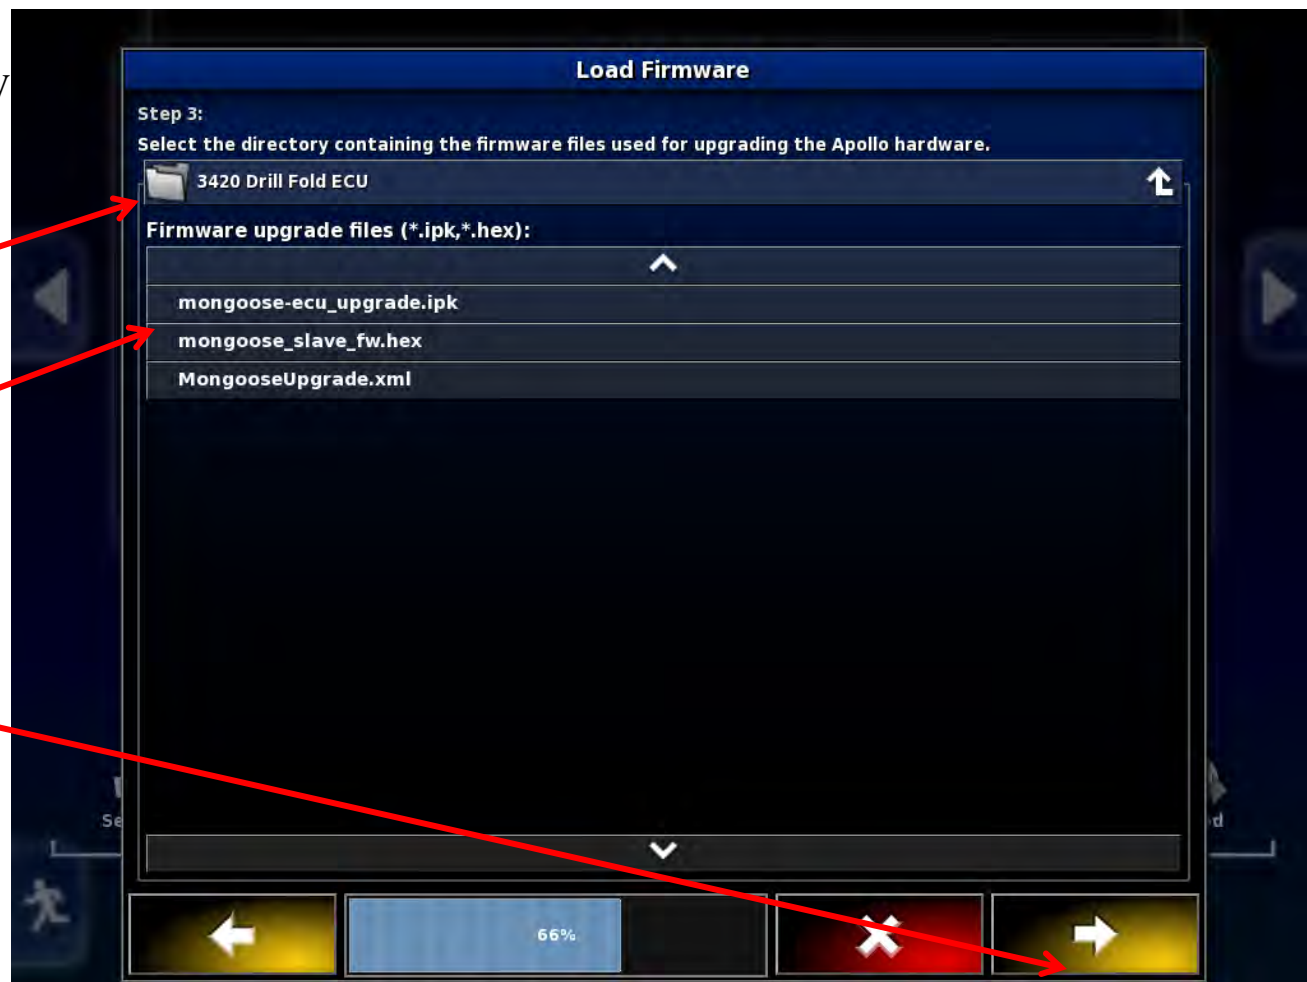 Load Firmware
Step 3:
Select the directory containing the firmware files used for upgrading the Apollo hardware.
3420 Drill Fold ECU
Firmware upgrade files (*.ipk,*.hex):
mongoose-ecu_upgrade.ipk
mongoose_slave_fw.hex
MongooseUpgrade.xml
66%